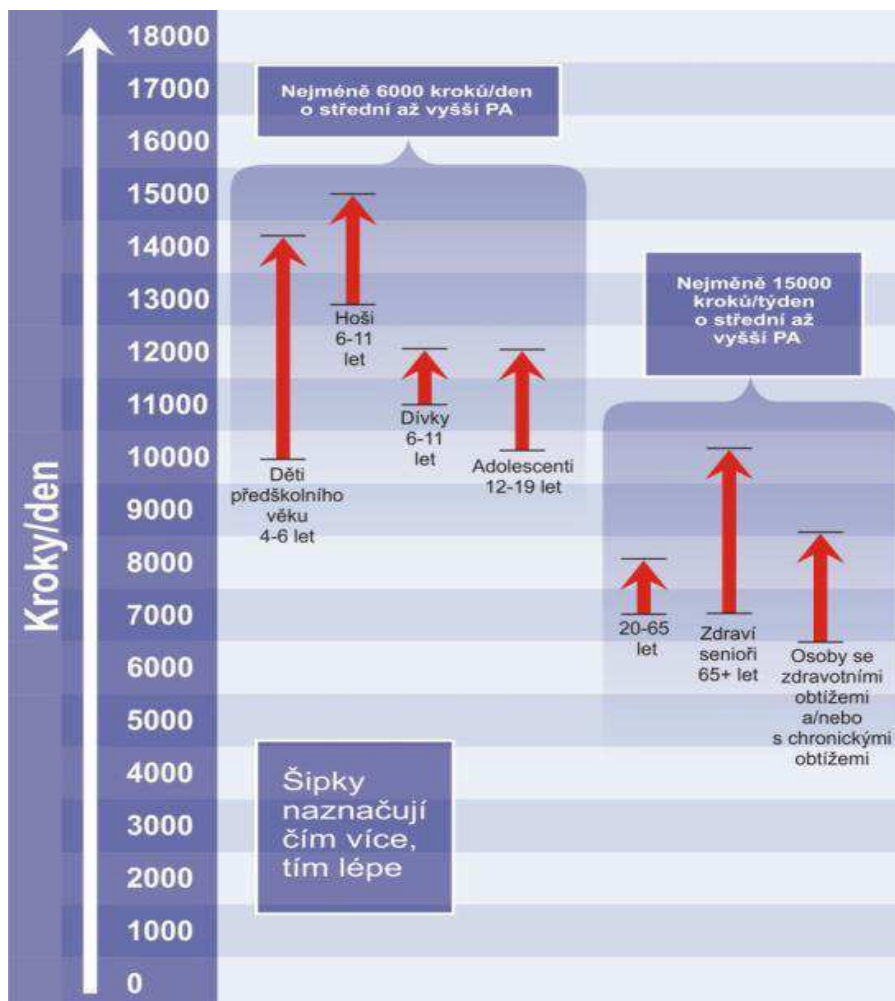 18000
17000
16000
15000
14000
13000
12000
11000
10000
9000
8000
7000
6000
5000
4000
3000
2000
1000
0
Kroky/den
Nejméně 6000 kroků/den
o střední až vyšší PA
Hoši
6-11
let
Dívky
6-11
let
Adolescenti
12-19 let
Děti
předškolního
věku
4-6 let
Nejměně 15000
kroků/týden
o střední až
vyšší PA
20-65
let
Zdraví
senioři
65+ let
Osoby se
zdravotními
obtížemi
a/nebo
s chronickými
obtížemi
Šipky
naznačují
čím více,
tím lépe